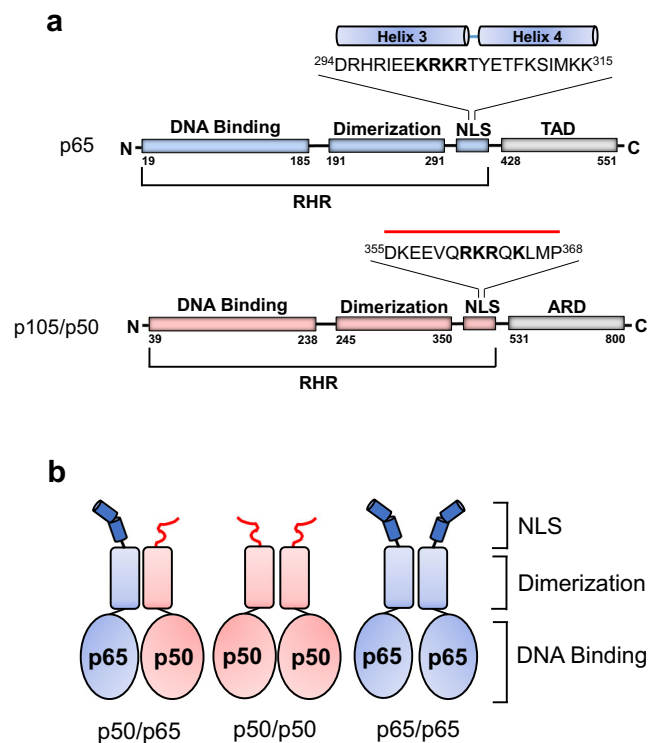 a
Helix 3 Helix 4
294DRHRIEEKRKRTYETFKSIMKK315
DNA Binding Dimerization NLS TAD
p65 N C
19 185 191 291 428 551
RHR
355DKEEVQRKRQKLMP368
DNA Binding Dimerization NLS ARD
p105/p50 N C
39 238 245 350 531 800
RHR
b
NLS
Dimerization
p65 p50 p50 p50 p65 p65
DNA Binding
p50/p65 p50/p50 p65/p65